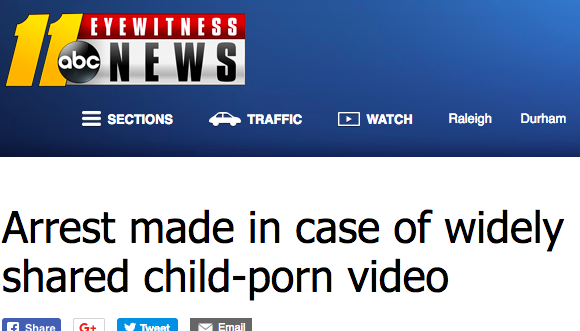 11 EYEWITNESS
abc NEWS
SECTIONS TRAFFIC WATCH Raleigh Durham
Arrest made in case of widely
shared child-porn video
f Share G+ Tweet Email